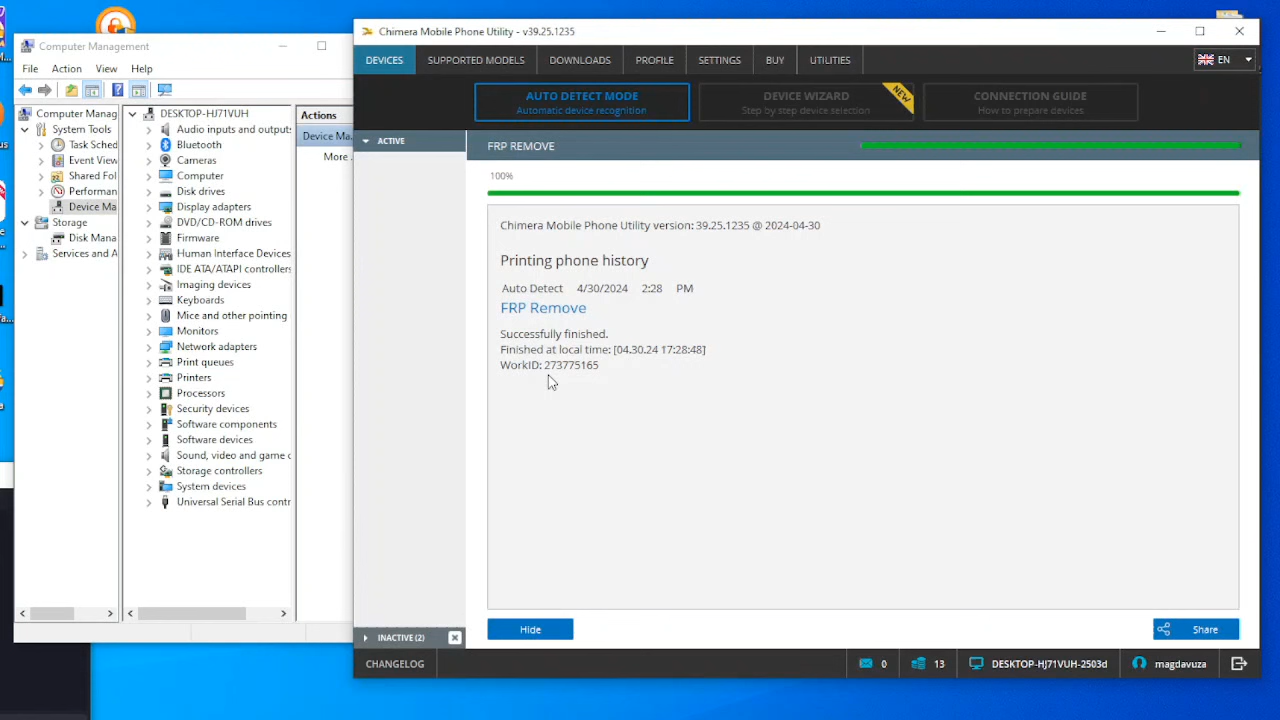 Computer Management
File Action View Help
Computer Manag
System Tools
Task Sched
Event View
Shared Fol
Performan
Device Ma
Storage
Disk Mana
Services and A
DESKTOP-HJ71VUH
Audio inputs and outputs
Bluetooth
Cameras
Computer
Disk drives
Display adapters
DVD/CD-ROM drives
Firmware
Human Interface Devices
IDE ATA/ATAPI controllers
Imaging devices
Keyboards
Mice and other pointing
Monitors
Network adapters
Print queues
Printers
Processors
Security devices
Software components
Software devices
Sound, video and game c
Storage controllers
System devices
Universal Serial Bus contr
Actions
Device Ma...
More
Chimera Mobile Phone Utility - v39.25.1235
DEVICES SUPPORTED MODELS DOWNLOADS PROFILE SETTINGS BUY UTILITIES EN
AUTO DETECT MODE
Automatic device recognition
DEVICE WIZARD
Step by step device selection
NEW
CONNECTION GUIDE
How to prepare devices
ACTIVE
FRP REMOVE
100%
Chimera Mobile Phone Utility version: 39.25.1235 @ 2024-04-30
Printing phone history
Auto Detect 4/30/2024 2:28 PM
FRP Remove
Successfully finished.
Finished at local time: [04.30.24 17:28:48]
WorkID: 273775165
INACTIVE (2)
Hide
Share
CHANGELOG
0 13 DESKTOP-HJ71VUH-2503d magdavuza